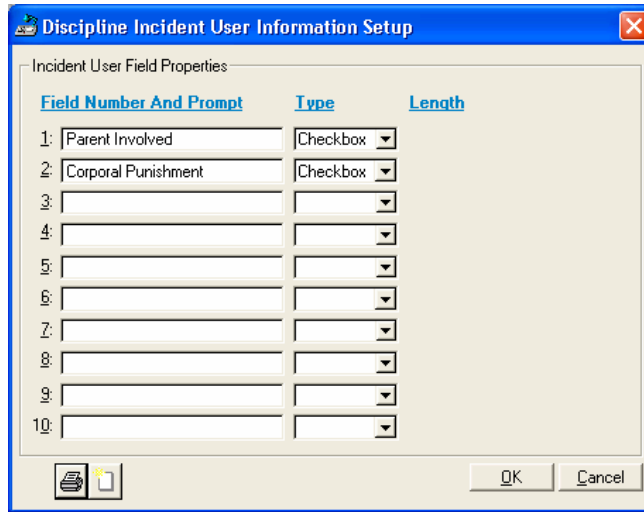 Discipline Incident User Information Setup
Incident User Field Properties
Field Number And Prompt Type Length
1: Parent Involved Checkbox
2: Corporal Punishment Checkbox
3:
4:
5:
6:
7:
8:
9:
10:
OK Cancel